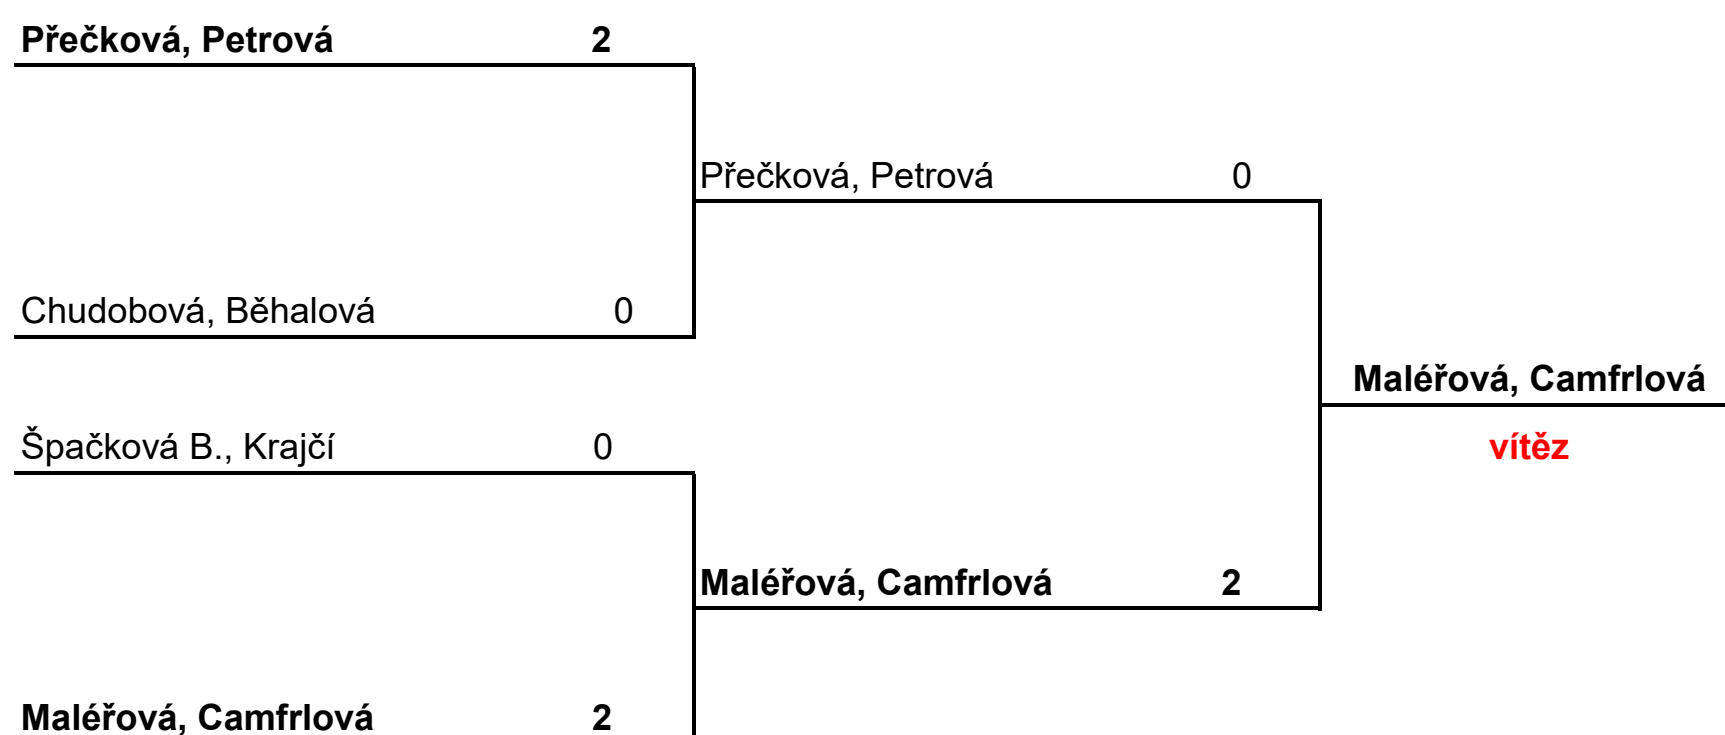 Přečková, Petrová 2
Přečková, Petrová 0
Chudobová, Běhalová 0
Maléřová, Camfrlová
Špačková B., Krajčí 0
vítěz
Maléřová, Camfrlová 2
Maléřová, Camfrlová 2